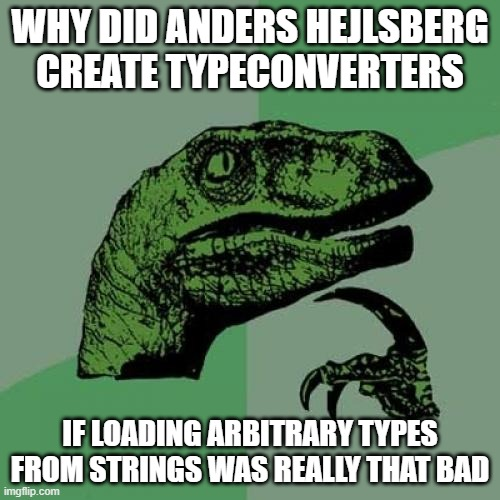 WHY DID ANDERS HEJLSBERG
CREATE TYPECONVERTERS
IF LOADING ARBITRARY TYPES
FROM STRINGS WAS REALLY THAT BAD
imgflip.com